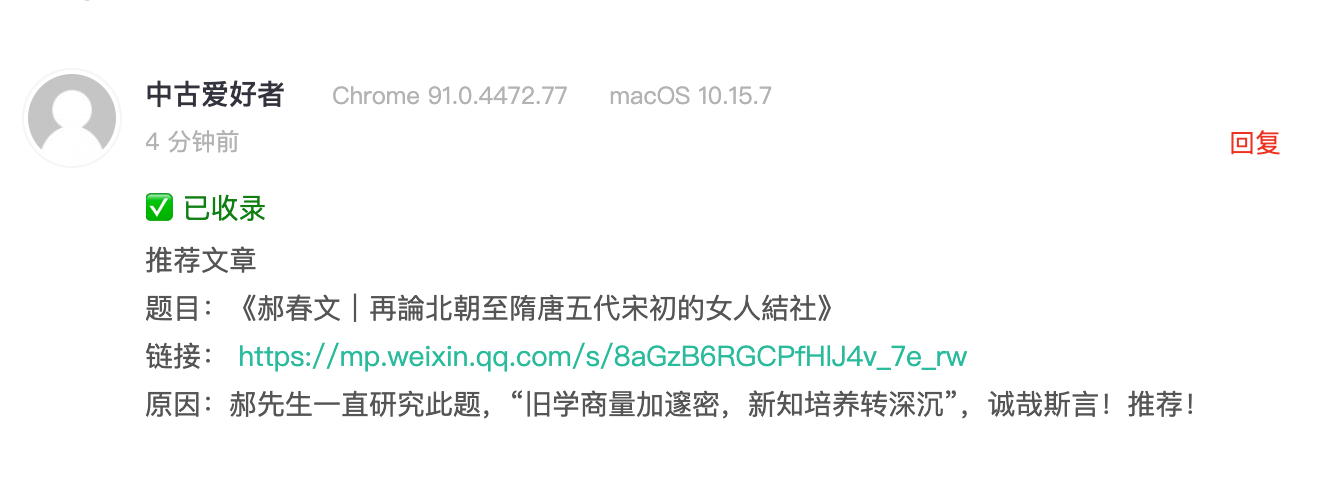 中古爱好者 Chrome 91.0.4472.77 macOS 10.15.7
4 分钟前 回复
✅ 已收录
推荐文章
题目：《郝春文｜再論北朝至隋唐五代宋初的女人結社》
链接： https://mp.weixin.qq.com/s/8aGzB6RGCPfHlJ4v_7e_rw
原因：郝先生一直研究此题，“旧学商量加邃密，新知培养转深沉”，诚哉斯言！推荐！